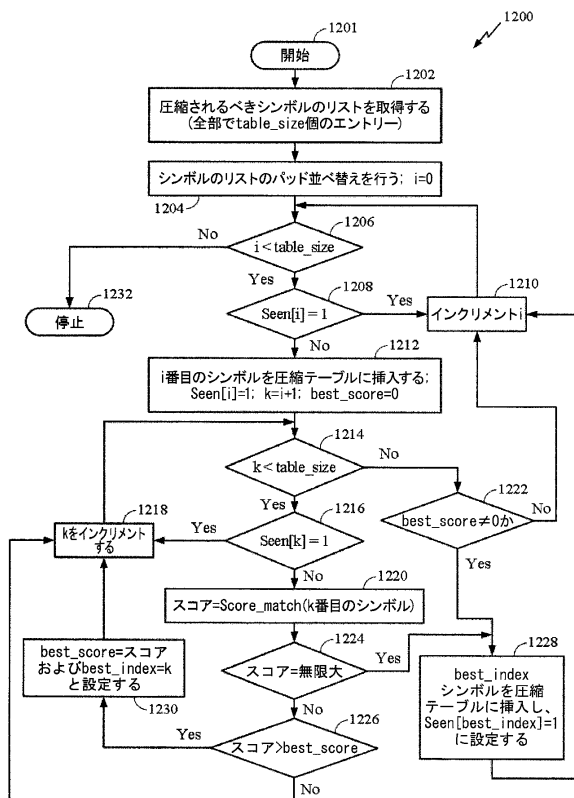 1200
1201
開始
1202
圧縮されるべきシンボルのリストを取得する
(全部でtable_size個のエントリー)
シンボルのリストのパッド並べ替えを行う; i=0
1204
1206
No
i < table_size
Yes
1232
停止
1208
Seen[i] = 1
Yes
No
1210
インクリメントi
1212
i番目のシンボルを圧縮テーブルに挿入する;
Seen[i]=1; k=i+1; best_score=0
1214
k < table_size
No
Yes
1222
best_score≠0か
No
Yes
1218
kをインクリメント
する
1216
Seen[k] = 1
Yes
No
1220
スコア=Score_match(k番目のシンボル)
1224
スコア=無限大
Yes
No
1228
best_index
シンボルを圧縮
テーブルに挿入し、
Seen[best_index]=1
に設定する
best_score=スコア
およびbest_index=k
と設定する
1230
1226
スコア>best_score
Yes
No